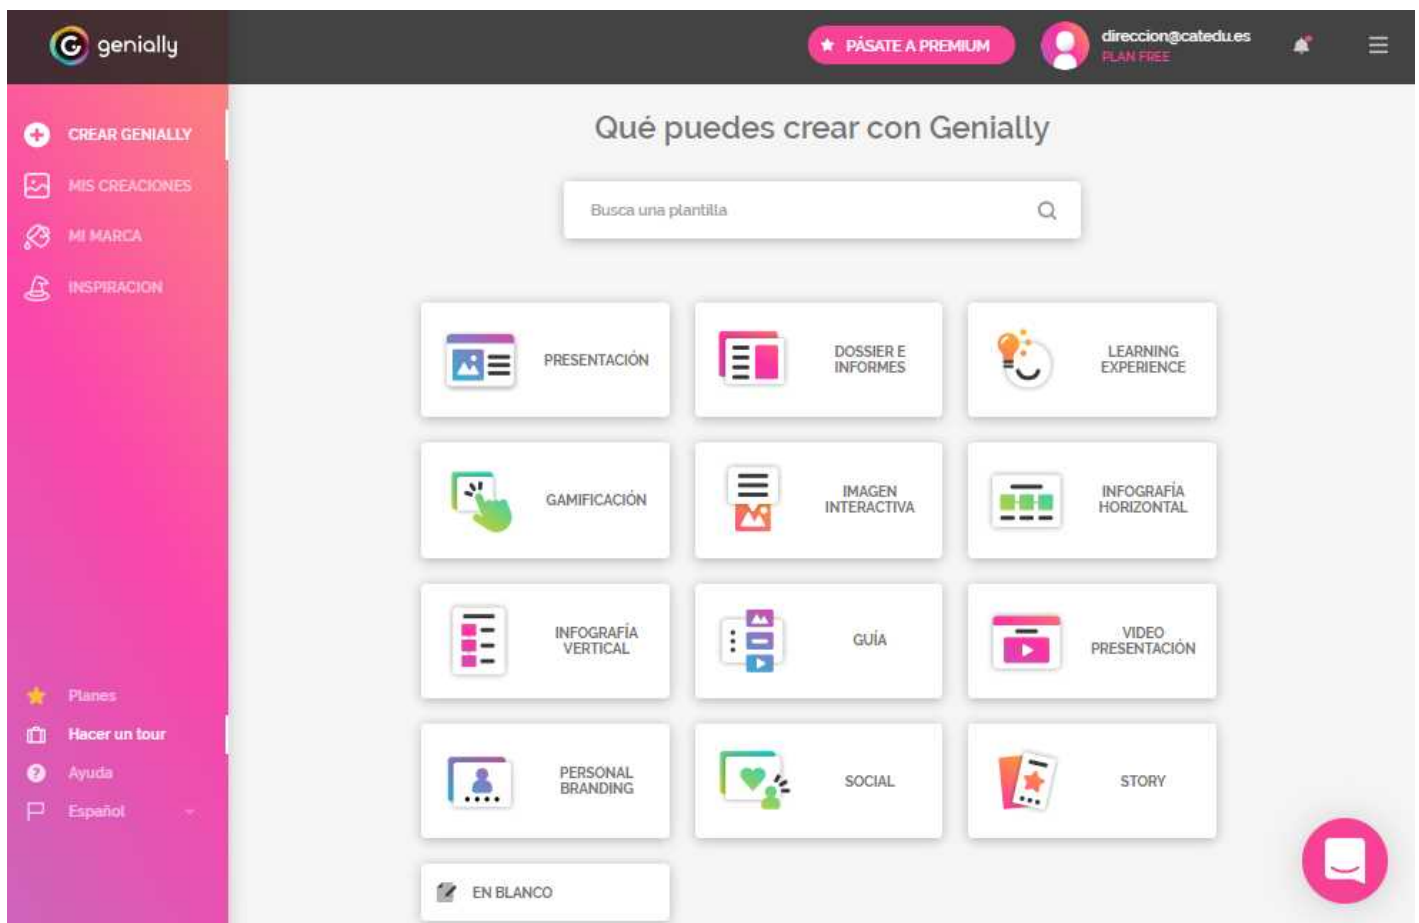 genially
PÁSATE A PREMIUM
direccion@catedu.es
PLAN FREE
CREAR GENIALLY
MIS CREACIONES
MI MARCA
INSPIRACION
Planes
Hacer un tour
Ayuda
Español
Qué puedes crear con Genially
Busca una plantilla
PRESENTACIÓN
DOSSIER E
INFORMES
LEARNING
EXPERIENCE
GAMIFICACIÓN
IMAGEN
INTERACTIVA
INFOGRAFÍA
HORIZONTAL
INFOGRAFÍA
VERTICAL
GUÍA
VIDEO
PRESENTACIÓN
PERSONAL
BRANDING
SOCIAL
STORY
EN BLANCO